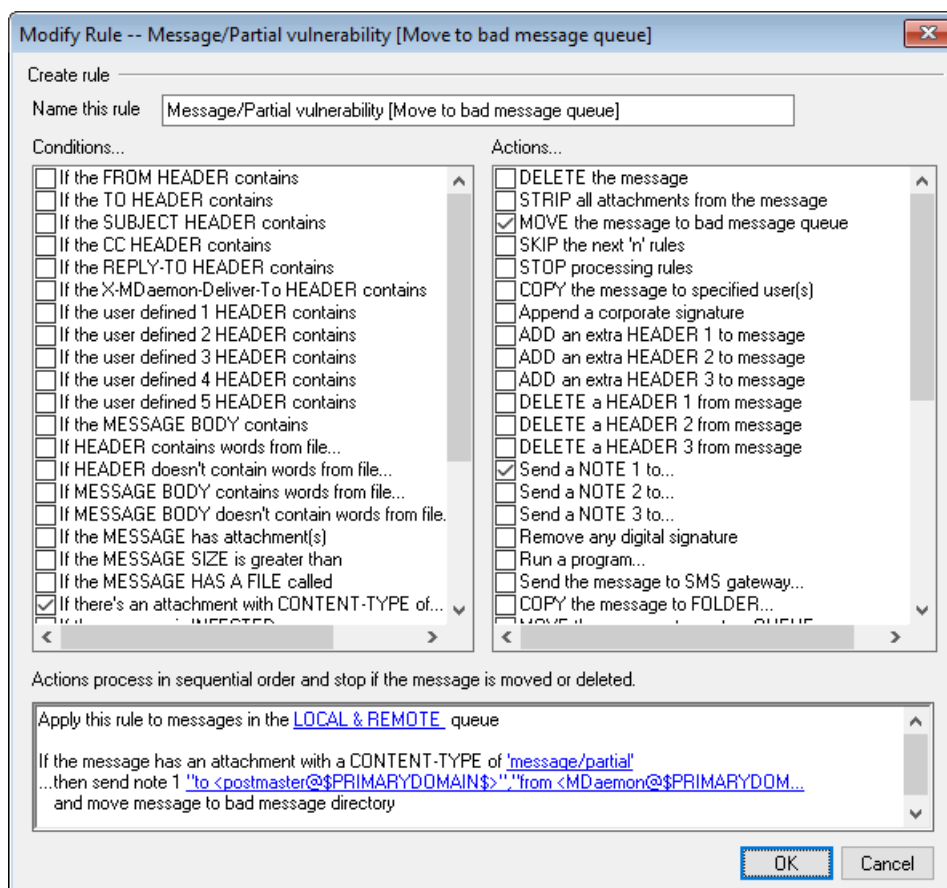 Modify Rule -- Message/Partial vulnerability [Move to bad message queue]
Create rule
Name this rule Message/Partial vulnerability [Move to bad message queue]
Conditions...
If the FROM HEADER contains
If the TO HEADER contains
If the SUBJECT HEADER contains
If the CC HEADER contains
If the REPLY-TO HEADER contains
If the X-MDaemon-Deliver-To HEADER contains
If the user defined 1 HEADER contains
If the user defined 2 HEADER contains
If the user defined 3 HEADER contains
If the user defined 4 HEADER contains
If the user defined 5 HEADER contains
If the MESSAGE BODY contains
If HEADER contains words from file...
If HEADER doesn't contain words from file...
If MESSAGE BODY contains words from file...
If MESSAGE BODY doesn't contain words from file.
If the MESSAGE has attachment(s)
If the MESSAGE SIZE is greater than
If the MESSAGE HAS A FILE called
If there's an attachment with CONTENT-TYPE of...
Actions...
DELETE the message
STRIP all attachments from the message
MOVE the message to bad message queue
SKIP the next 'n' rules
STOP processing rules
COPY the message to specified user(s)
Append a corporate signature
ADD an extra HEADER 1 to message
ADD an extra HEADER 2 to message
ADD an extra HEADER 3 to message
DELETE a HEADER 1 from message
DELETE a HEADER 2 from message
DELETE a HEADER 3 from message
Send a NOTE 1 to...
Send a NOTE 2 to...
Send a NOTE 3 to...
Remove any digital signature
Run a program...
Send the message to SMS gateway...
COPY the message to FOLDER...
Actions process in sequential order and stop if the message is moved or deleted.
Apply this rule to messages in the LOCAL & REMOTE queue
If the message has an attachment with a CONTENT-TYPE of 'message/partial'
...then send note 1 "to <postmaster@$PRIMARYDOMAIN$>","from <MDaemon@$PRIMARYDOM...
and move message to bad message directory
OK Cancel